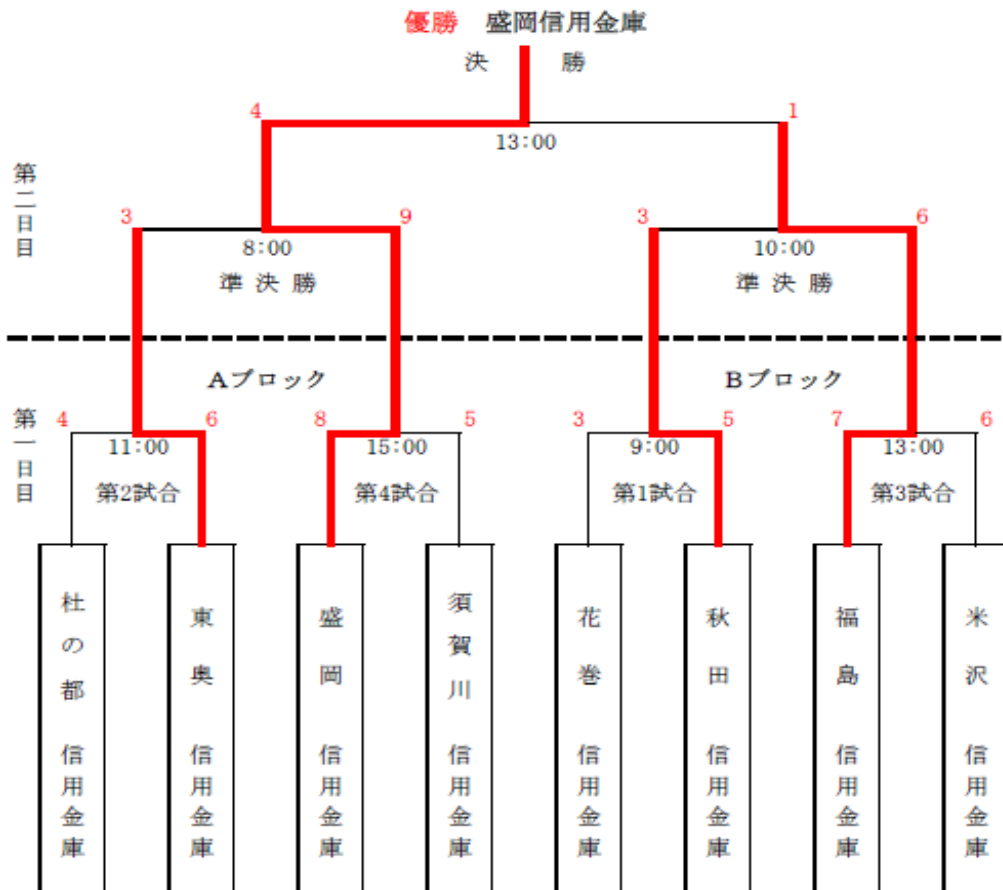 優勝 盛岡信用金庫
決 勝
4 1
13:00
第二日目
3 9 3 6
8:00 10:00
準決勝 準決勝
Aブロック Bブロック
第一日目
4 6 8 5 3 5 7 6
11:00 15:00 9:00 13:00
第2試合 第4試合 第1試合 第3試合
杜の都 信用金庫
東奥 信用金庫
盛岡 信用金庫
須賀川 信用金庫
花巻 信用金庫
秋田 信用金庫
福島 信用金庫
米沢 信用金庫